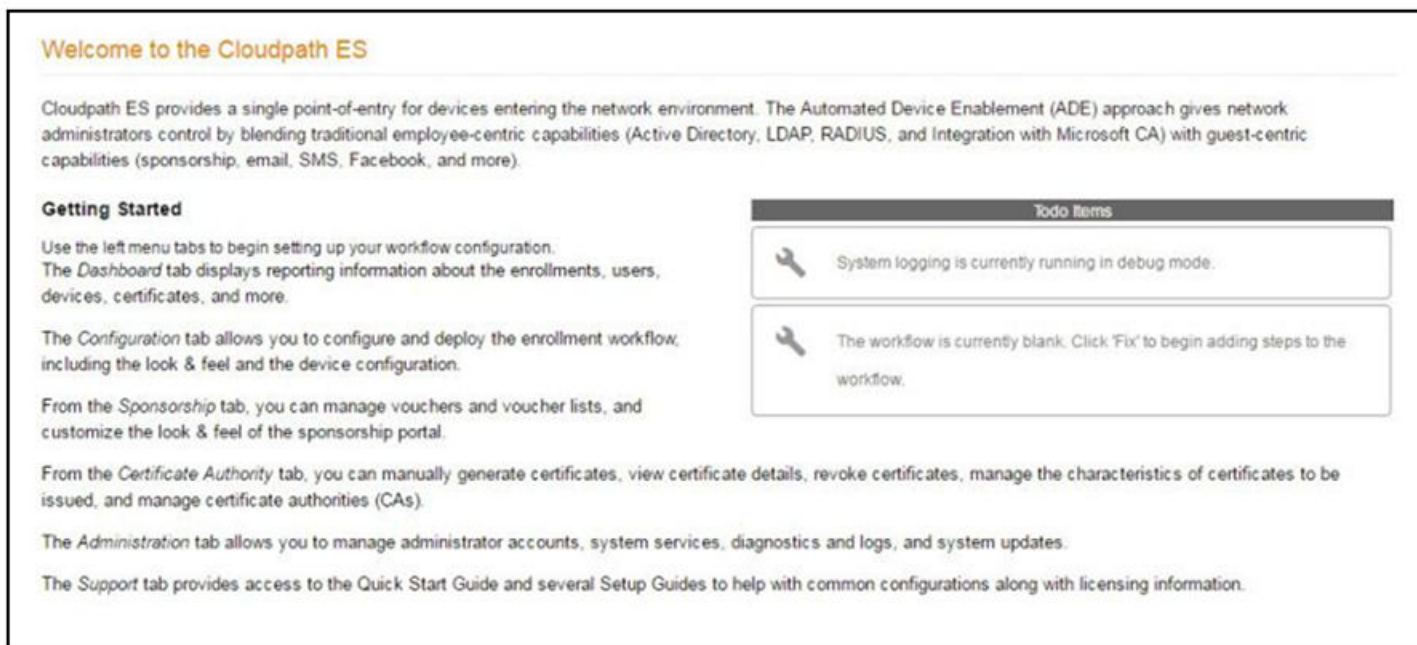 Welcome to the Cloudpath ES
Cloudpath ES provides a single point-of-entry for devices entering the network environment. The Automated Device Enablement (ADE) approach gives network
administrators control by blending traditional employee-centric capabilities (Active Directory, LDAP, RADIUS, and Integration with Microsoft CA) with guest-centric
capabilities (sponsorship, email, SMS, Facebook, and more).
Getting Started
Use the left menu tabs to begin setting up your workflow configuration.
The Dashboard tab displays reporting information about the enrollments, users,
devices, certificates, and more.
The Configuration tab allows you to configure and deploy the enrollment workflow,
including the look & feel and the device configuration.
From the Sponsorship tab, you can manage vouchers and voucher lists, and
customize the look & feel of the sponsorship portal.
Todo Items
System logging is currently running in debug mode.
The workflow is currently blank. Click 'Fix' to begin adding steps to the
workflow.
From the Certificate Authority tab, you can manually generate certificates, view certificate details, revoke certificates, manage the characteristics of certificates to be
issued, and manage certificate authorities (CAs).
The Administration tab allows you to manage administrator accounts, system services, diagnostics and logs, and system updates.
The Support tab provides access to the Quick Start Guide and several Setup Guides to help with common configurations along with licensing information.